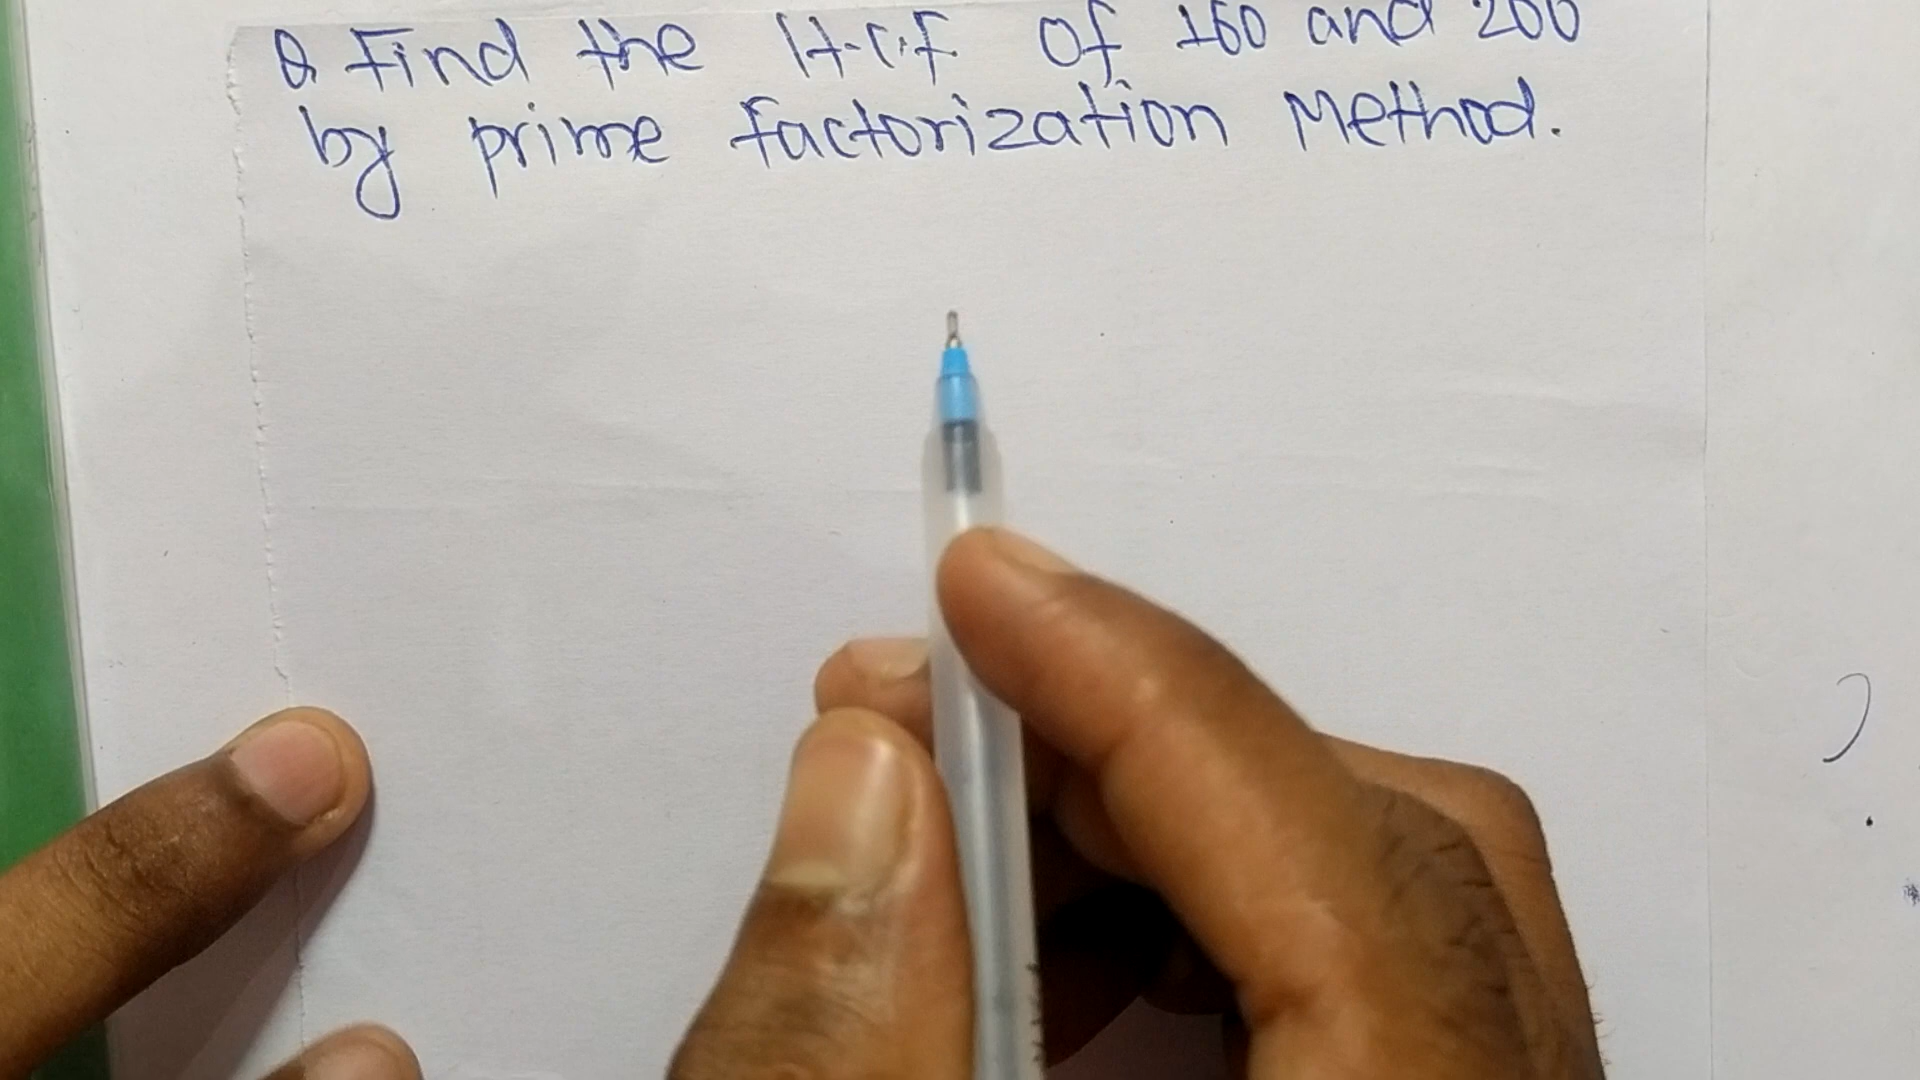 Q Find the H.C.F. Of 160 and 200
by prime factorization Method.